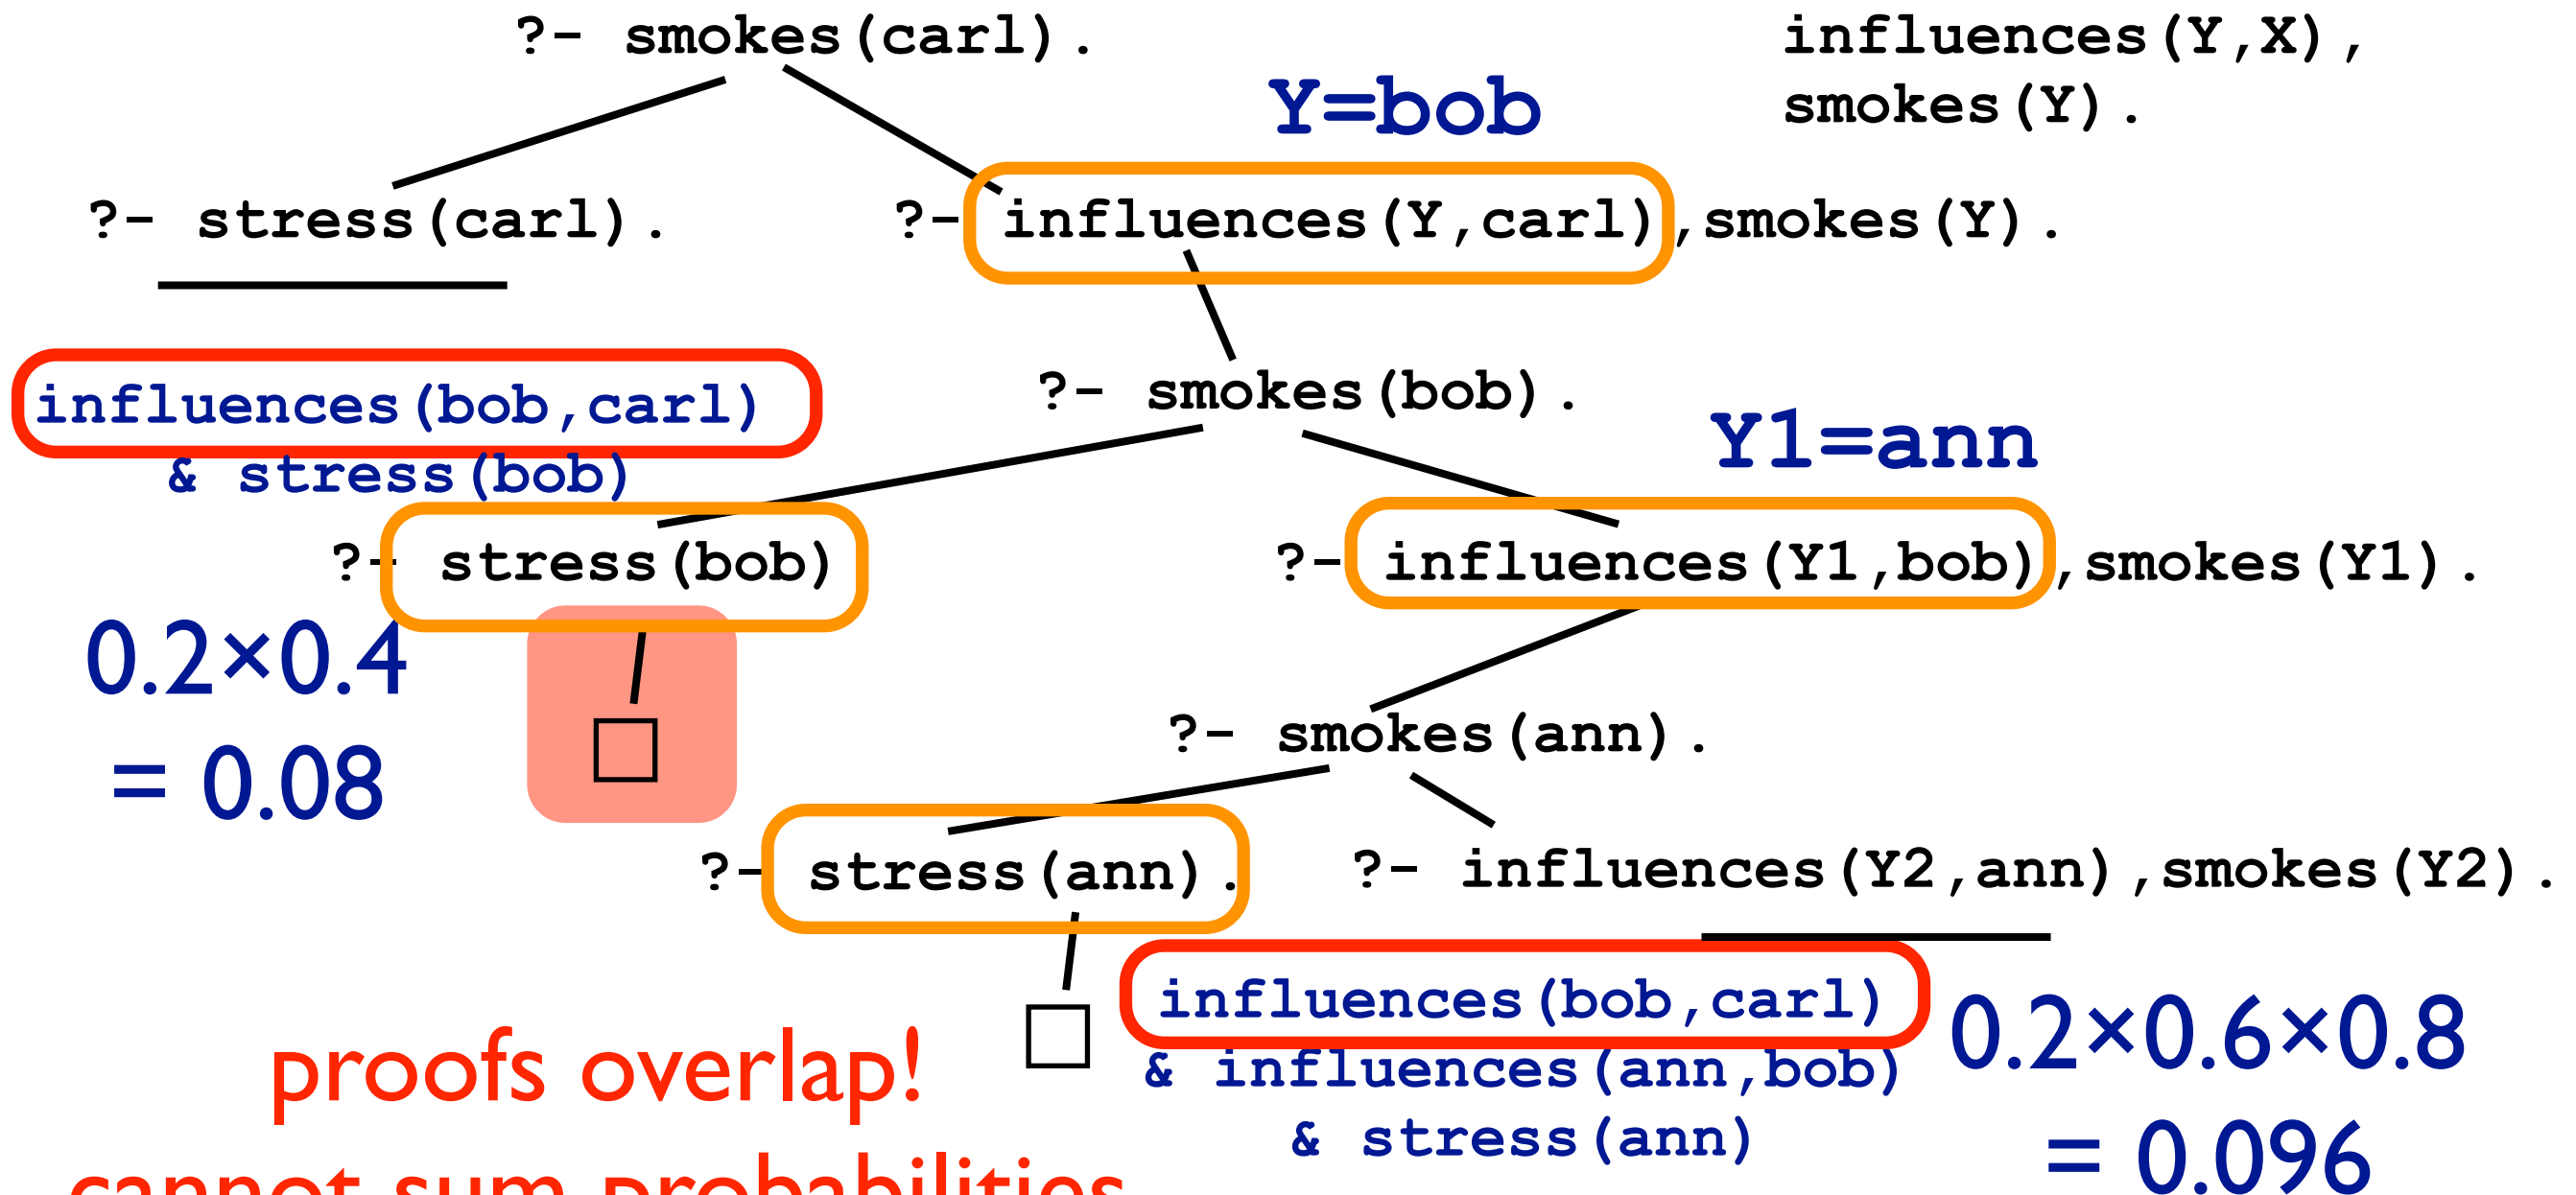 ?- smokes(carl).
influences(Y,X),
smokes(Y).
Y=bob
?- stress(carl).
?- influences(Y,carl),smokes(Y).
influences(bob,carl)
& stress(bob)
?- smokes(bob).
Y1=ann
?- stress(bob)
?- influences(Y1,bob),smokes(Y1).
0.2×0.4
= 0.08
?- smokes(ann).
?- stress(ann).
?- influences(Y2,ann),smokes(Y2).
influences(bob,carl)
& influences(ann,bob)
& stress(ann)
0.2×0.6×0.8
= 0.096
proofs overlap!
cannot sum probabilities